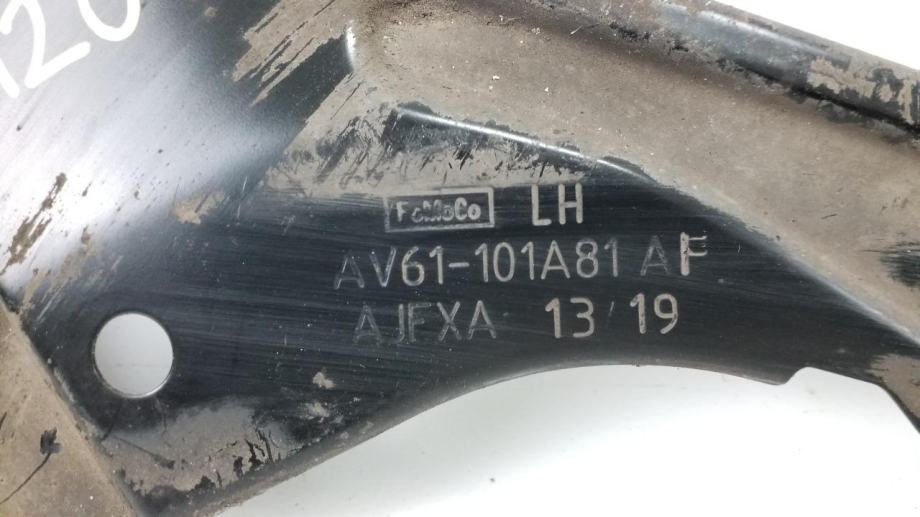 FoMoCo LH
AV61-101A81 AF
AJFXA 13 19